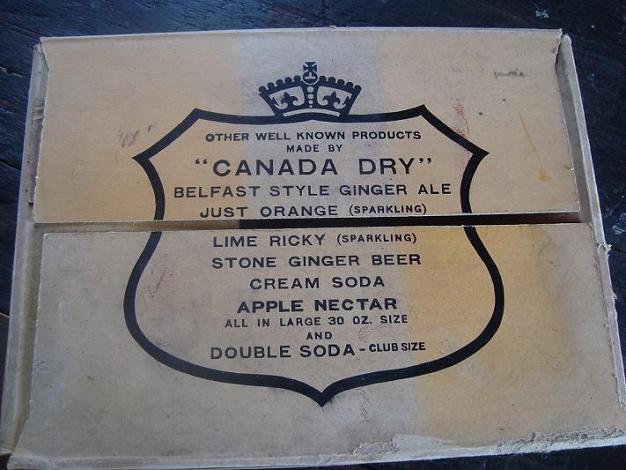 OTHER WELL KNOWN PRODUCTS
MADE BY
"CANADA DRY"
BELFAST STYLE GINGER ALE
JUST ORANGE (SPARKLING)
LIME RICKY (SPARKLING)
STONE GINGER BEER
CREAM SODA
APPLE NECTAR
ALL IN LARGE 30 OZ. SIZE
AND
DOUBLE SODA-CLUB SIZE